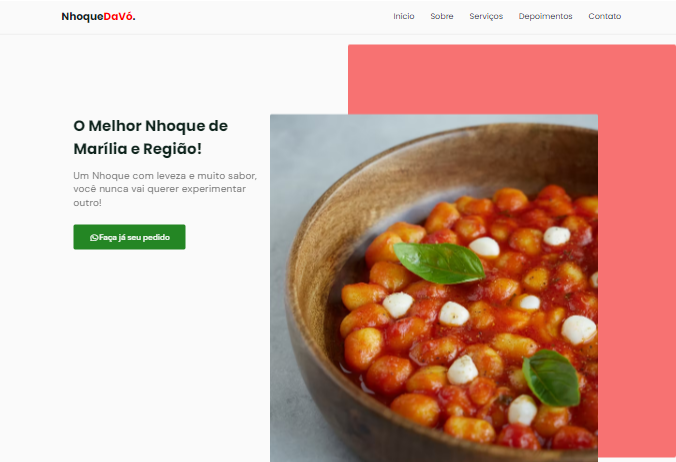 NhoqueDaVó.
Inicio
Sobre
Serviços
Depoimentos
Contato
O Melhor Nhoque de
Marília e Região!
Um Nhoque com leveza e muito sabor,
você nunca vai querer experimentar
outro!
Faça já seu pedido